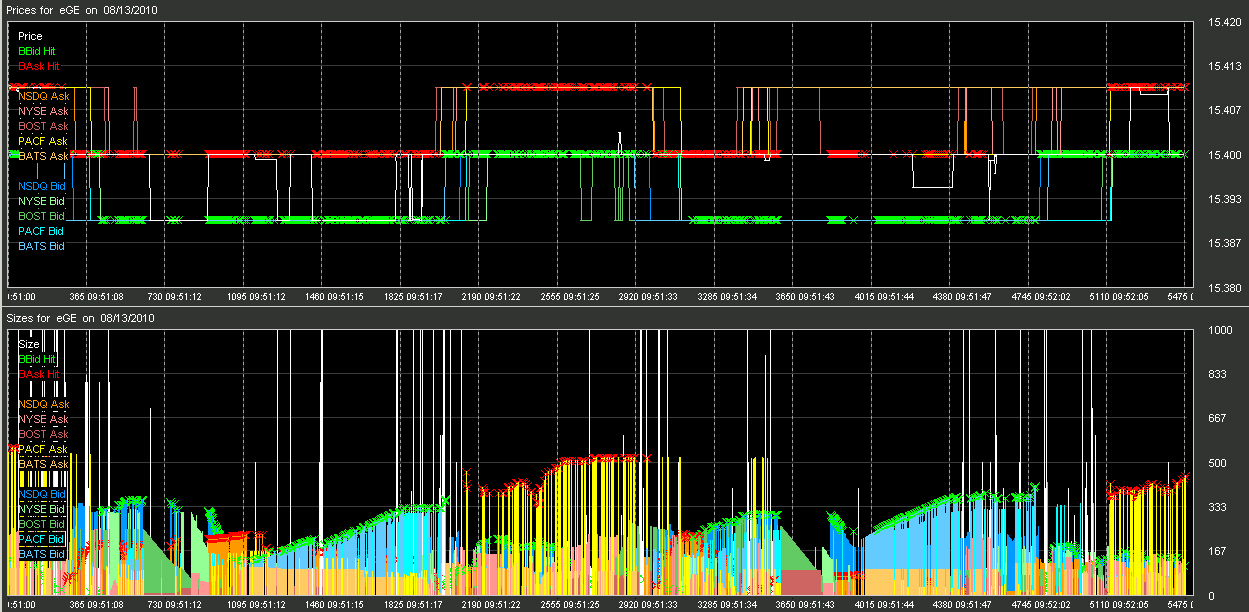 Prices for eGE on 08/13/2010
15.420
Price
BBid Hit
BAsk Hit
15.413
NSDQ Ask
NYSE Ask
15.407
BOST Ask
PACF Ask
BATS Ask
15.400
NSDQ Bid
NYSE Bid
15.393
BOST Bid
PACF Bid
BATS Bid
15.387
15.380
:51:00 365 09:51:08 730 09:51:12 1095 09:51:12 1460 09:51:15 1825 09:51:17 2190 09:51:22 2555 09:51:25 2920 09:51:33 3285 09:51:34 3650 09:51:43 4015 09:51:44 4380 09:51:47 4745 09:52:02 5110 09:52:05 5475
Sizes for eGE on 08/13/2010
1000
Size
BBid Hit
BAsk Hit
833
NSDQ Ask
NYSE Ask
667
BOST Ask
PACF Ask
BATS Ask
500
NSDQ Bid
NYSE Bid
333
BOST Bid
PACF Bid
BATS Bid
167
0
:51:00 365 09:51:08 730 09:51:12 1095 09:51:12 1460 09:51:15 1825 09:51:17 2190 09:51:22 2555 09:51:25 2920 09:51:33 3285 09:51:34 3650 09:51:43 4015 09:51:44 4380 09:51:47 4745 09:52:02 5110 09:52:05 5475